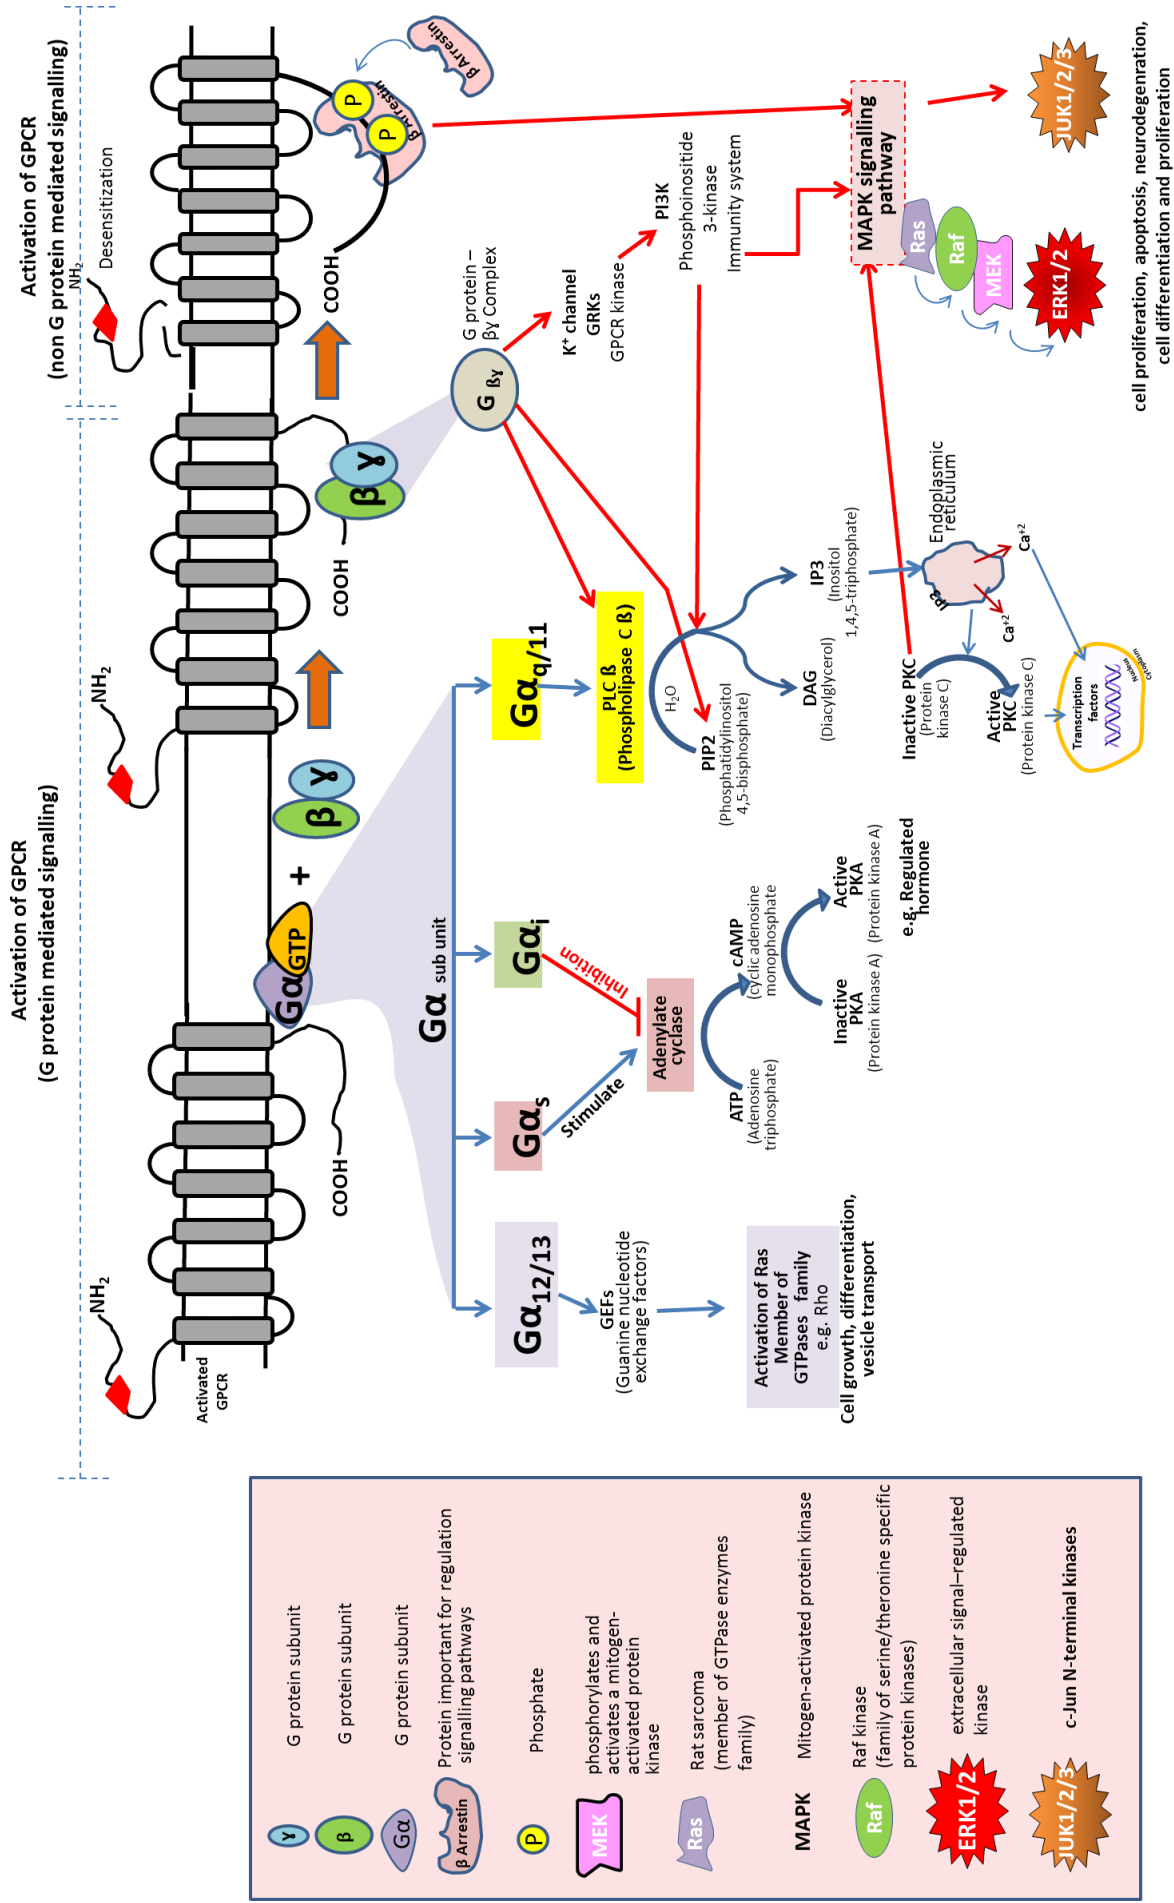 Activation of GPCR
(G protein mediated signalling)
Activation of GPCR
(non G protein mediated signalling)
NH2
NH2
NH2
Desensitization
Activated
GPCR
COOH
Gα
GTP
+
β
γ
COOH
β
γ
COOH
P
P
β Arrestin
β Arrestin
Gα sub unit
G βγ
G protein –
βγ Complex
Gα12/13
Gαs
Gαi
Gαq/11
GEFs
(Guanine nucleotide
exchange factors)
Activation of Ras
Member of
GTPases family
e.g. Rho
Cell growth, differentiation,
vesicle transport
Stimulate
Inhibition
Adenylate
cyclase
ATP
(Adenosine
triphosphate)
cAMP
(cyclic adenosine
monophosphate
Inactive
PKA
(Protein kinase A)
Active
PKA
(Protein kinase A)
e.g. Regulated
hormone
PLC ß
(Phospholipase C ß)
H2O
PIP2
(Phosphatidylinositol
4,5-bisphosphate)
DAG
(Diacylglycerol)
IP3
(Inositol
1,4,5-triphosphate)
Inactive PKC
(Protein
kinase C)
Active
PKC
(Protein kinase C)
IP3
Endoplasmic
reticulum
Ca+2
Ca+2
Transcription
factors
Nucleus
Cytoplasm
K+ channel
GRKs
GPCR kinase
PI3K
Phosphoinositide
3-kinase
Immunity system
MAPK signalling
pathway
Ras
Raf
MEK
ERK1/2
JUK1/2/3
cell proliferation, apoptosis, neurodegenration,
cell differentiation and proliferation
γ
G protein subunit
β
G protein subunit
Gα
G protein subunit
β Arrestin
Protein important for regulation
signalling pathways
P
Phosphate
MEK
phosphorylates and
activates a mitogen-
activated protein
kinase
Ras
Rat sarcoma
(member of GTPase enzymes
family)
MAPK
Mitogen-activated protein kinase
Raf
Raf kinase
(family of serine/theronine specific
protein kinases)
ERK1/2
extracellular signal–regulated
kinase
JUK1/2/3
c-Jun N-terminal kinases